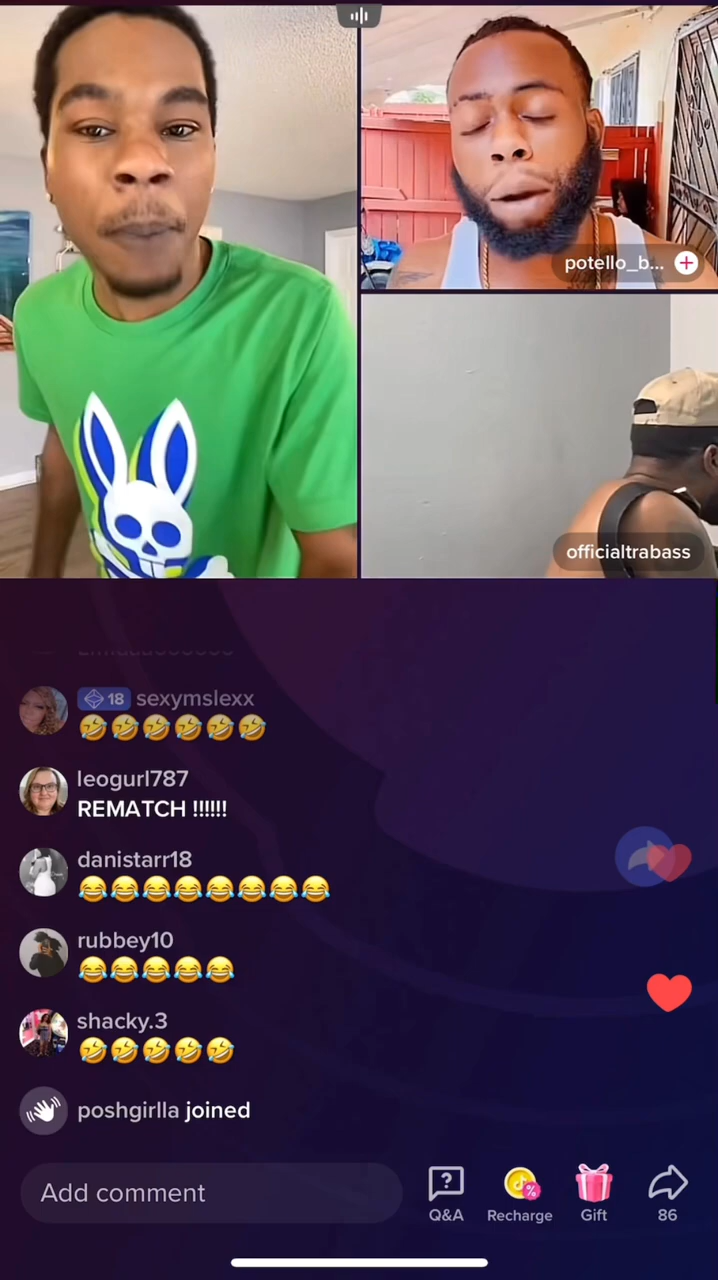 potello_b...
officialtrabass
18 sexymslexx
🤣🤣🤣🤣🤣🤣
leogurl787
REMATCH !!!!!!
danistarr18
😂😂😂😂😂😂😂😂
rubbey10
😂😂😂😂😂
shacky.3
🤣🤣🤣🤣🤣
poshgirlla joined
Add comment
Q&A
Recharge
Gift
86